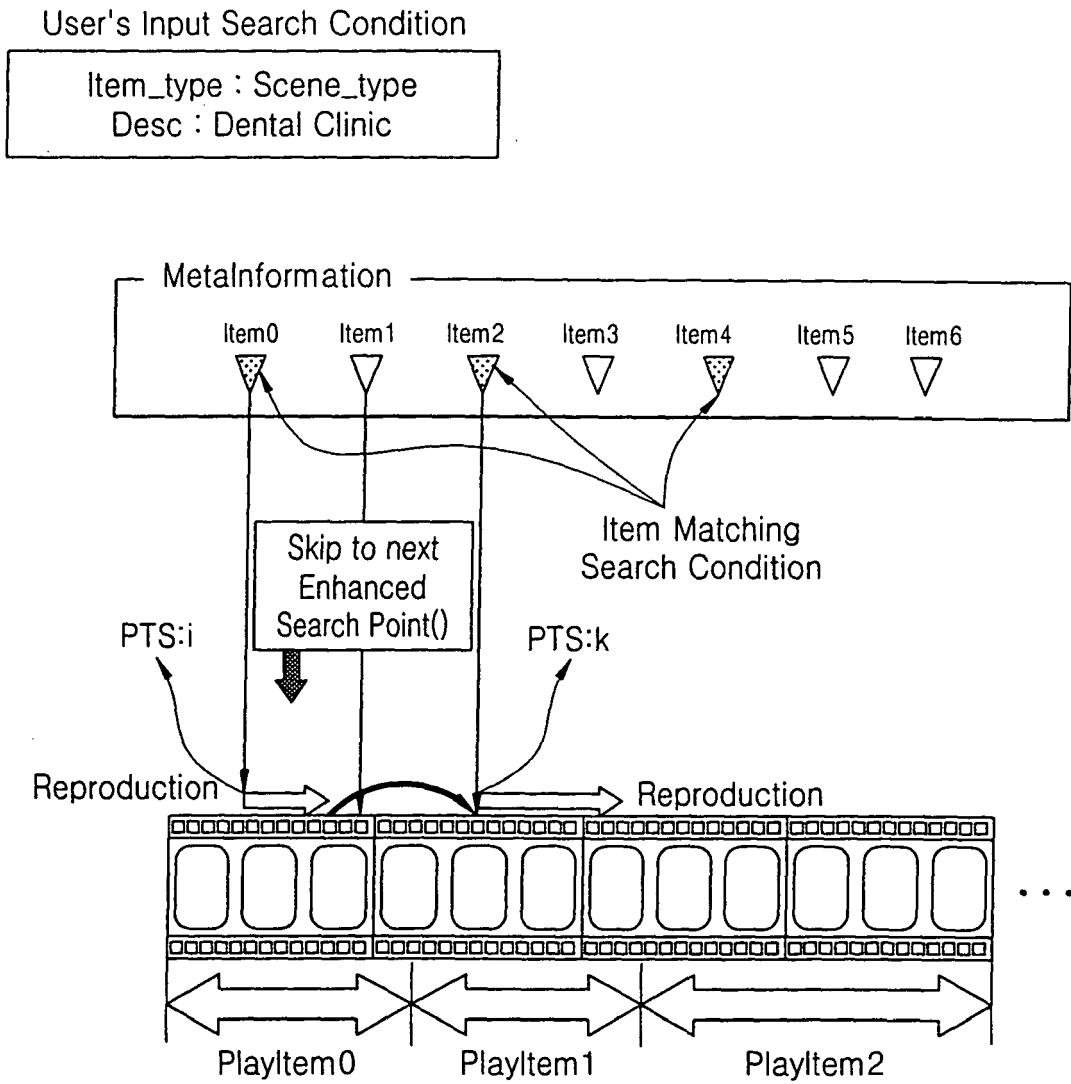 User's Input Search Condition
Item_type : Scene_type
Desc : Dental Clinic
MetaInformation
Item0 Item1 Item2 Item3 Item4 Item5 Item6
Item Matching
Search Condition
Skip to next
Enhanced
Search Point()
PTS:i
PTS:k
Reproduction
Reproduction
• • •
PlayItem0 PlayItem1 PlayItem2